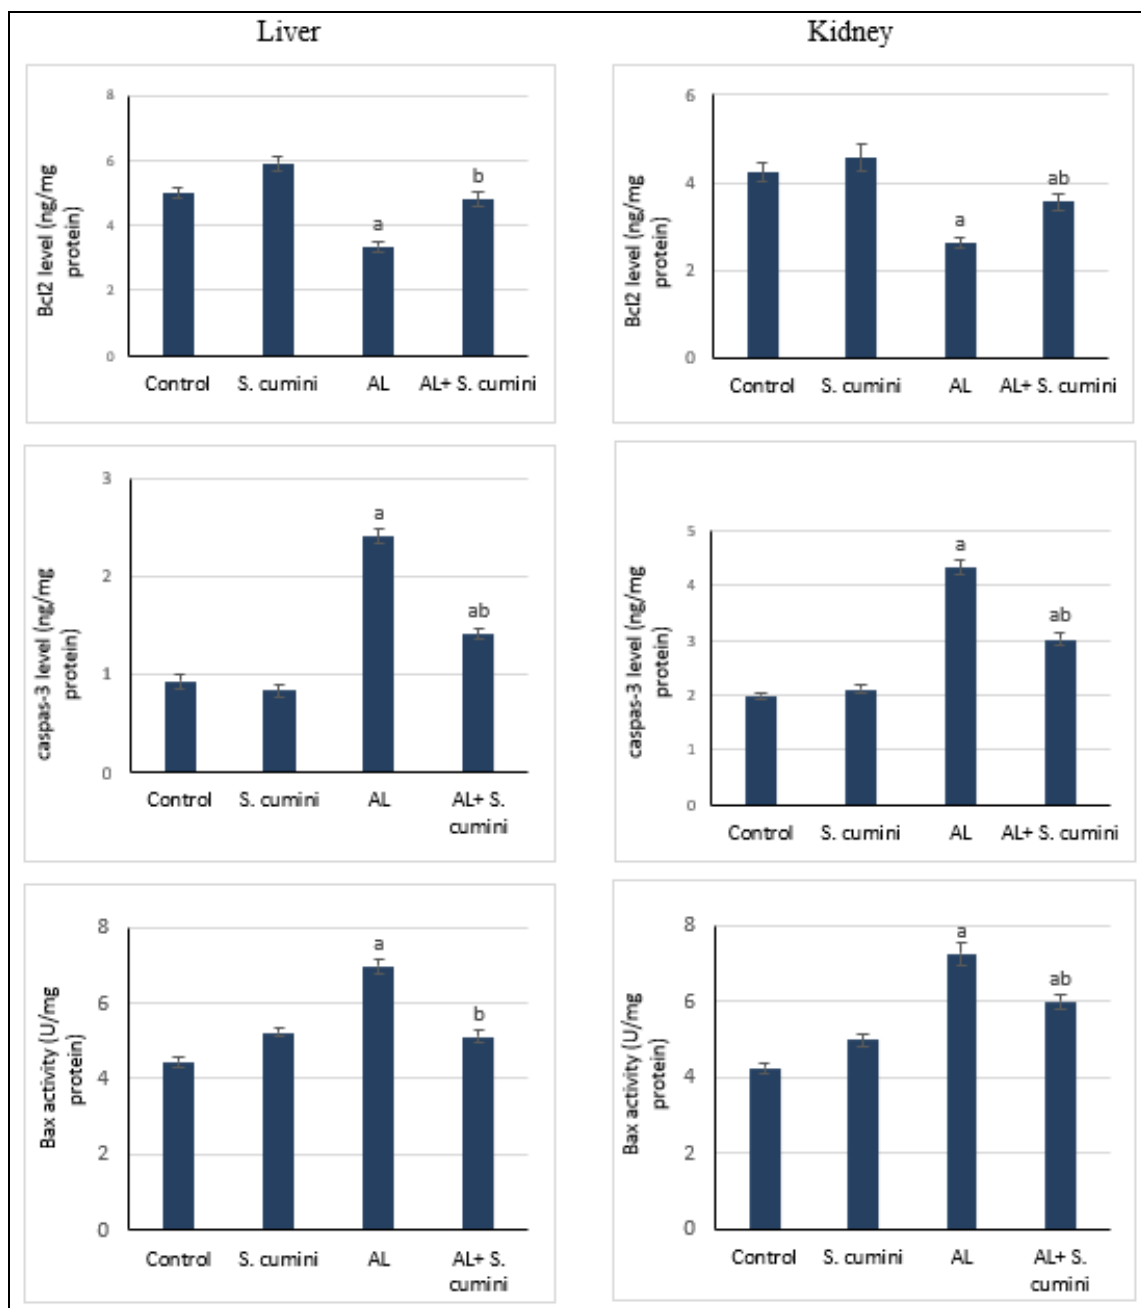 Liver
Kidney
Bcl2 level (ng/mg
protein)
8
6
4
2
0
a
b
Control
S. cumini
AL
AL+ S. cumini
Bcl2 level (ng/mg
protein)
6
4
2
0
a
ab
Control
S. cumini
AL
AL+ S. cumini
caspas-3 level (ng/mg
protein)
3
2
1
0
a
ab
Control
S. cumini
AL
AL+ S.
cumini
caspas-3 level (ng/mg
protein)
5
4
3
2
1
0
a
ab
Control
S. cumini
AL
AL+ S. cumini
Bax activity (U/mg
protein)
8
6
4
2
0
a
b
Control
S. cumini
AL
AL+ S.
cumini
Bax activity (U/mg
protein)
8
6
4
2
0
a
ab
Control
S. cumini
AL
AL+ S.
cumini